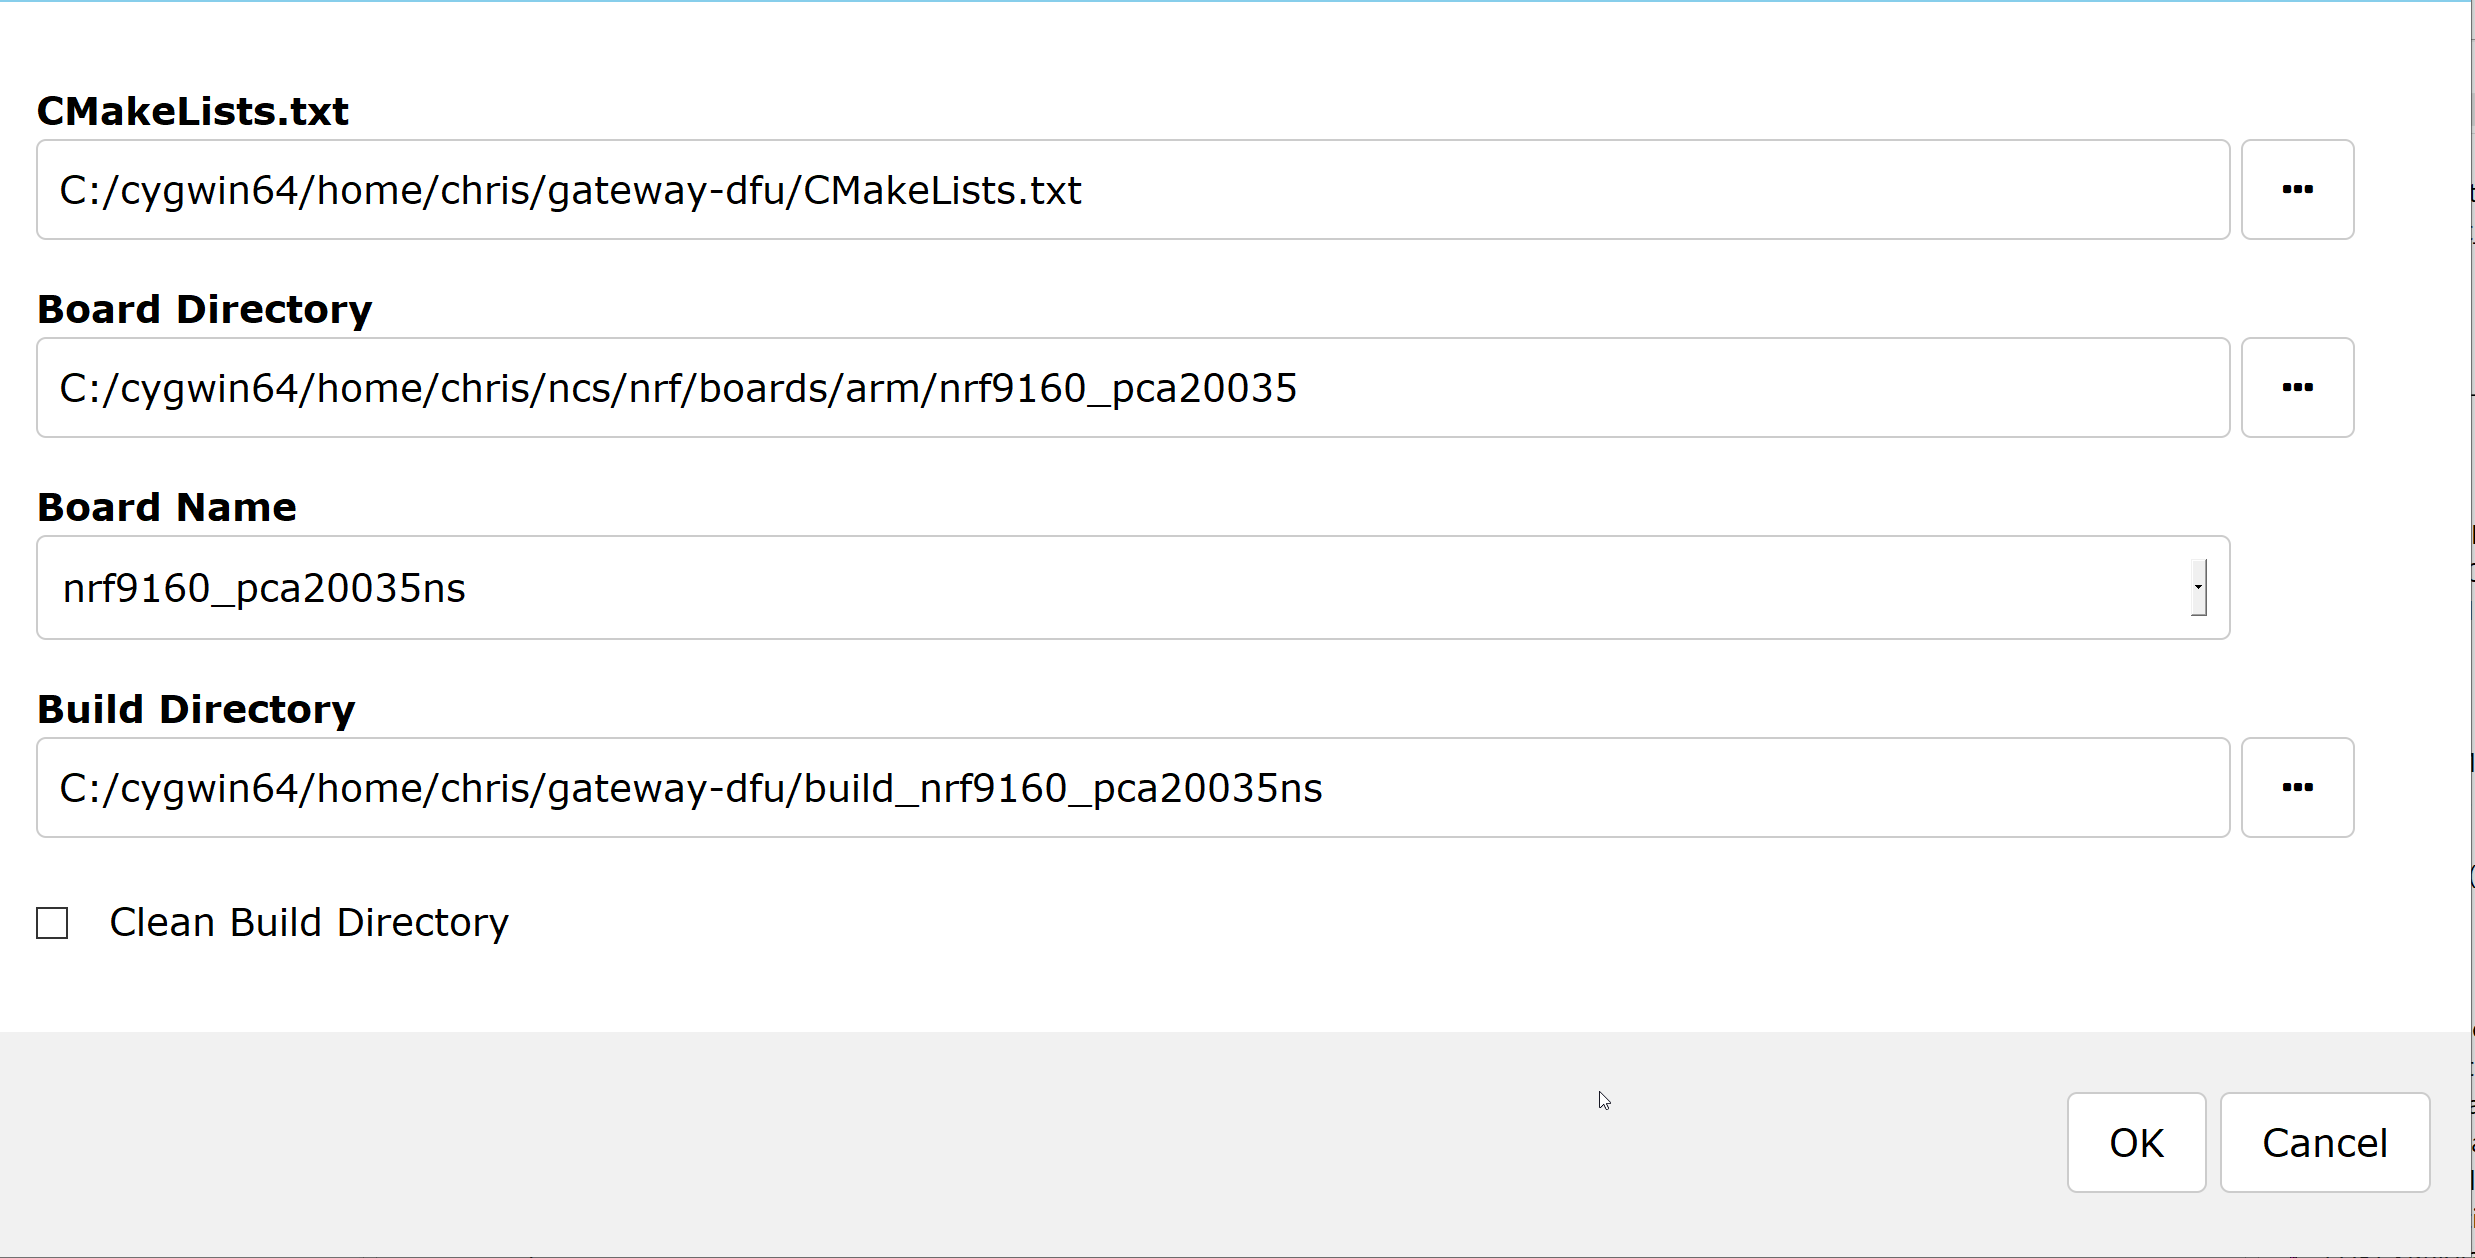 CMakeLists.txt
C:/cygwin64/home/chris/gateway-dfu/CMakeLists.txt
Board Directory
C:/cygwin64/home/chris/ncs/nrf/boards/arm/nrf9160_pca20035
Board Name
nrf9160_pca20035ns
Build Directory
C:/cygwin64/home/chris/gateway-dfu/build_nrf9160_pca20035ns
Clean Build Directory
OK Cancel